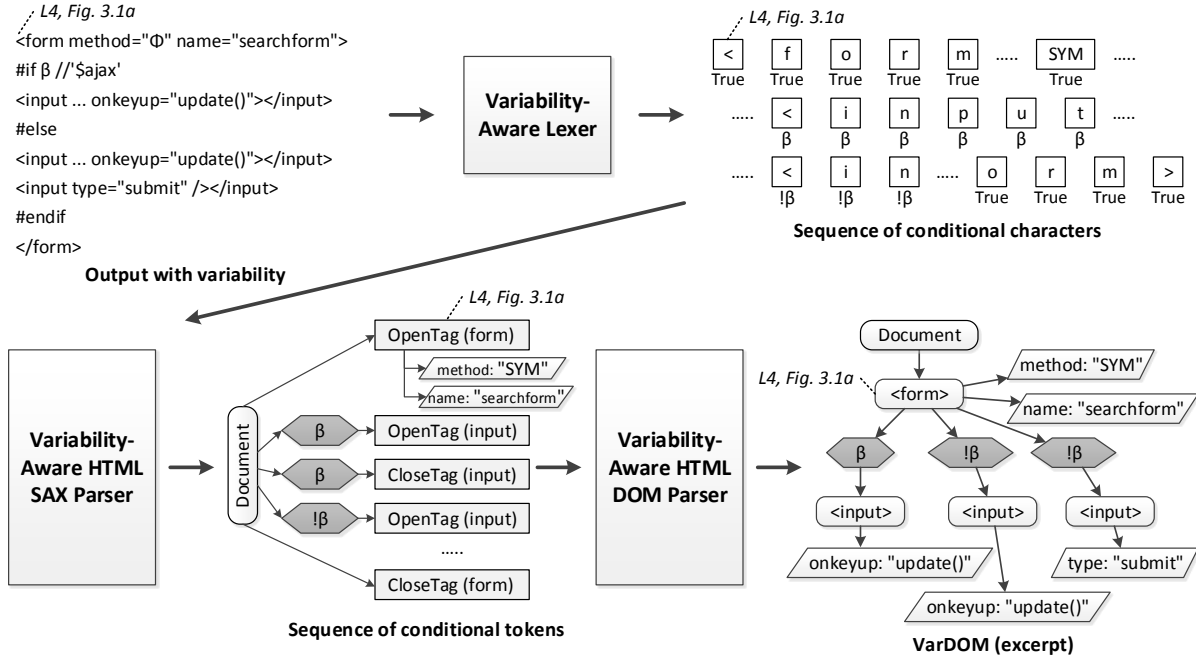 L4, Fig. 3.1a
<form method="Φ" name="searchform">
#if β //'$ajax'
<input ... onkeyup="update()"></input>
#else
<input ... onkeyup="update()"></input>
<input type="submit" /></input>
#endif
</form>
Output with variability
Variability-
Aware Lexer
L4, Fig. 3.1a
< f o r m ..... SYM .....
True True True True True True
..... < i n p u t .....
β β β β β β
..... < i n ..... o r m >
!β !β !β True True True True
Sequence of conditional characters
Variability-
Aware HTML
SAX Parser
L4, Fig. 3.1a
Document
OpenTag (form)
method: "SYM"
name: "searchform"
β OpenTag (input)
β CloseTag (input)
!β OpenTag (input)
.....
CloseTag (form)
Sequence of conditional tokens
Variability-
Aware HTML
DOM Parser
Document
L4, Fig. 3.1a
<form>
method: "SYM"
name: "searchform"
β !β !β
<input> <input> <input>
onkeyup: "update()" type: "submit"
onkeyup: "update()"
VarDOM (excerpt)